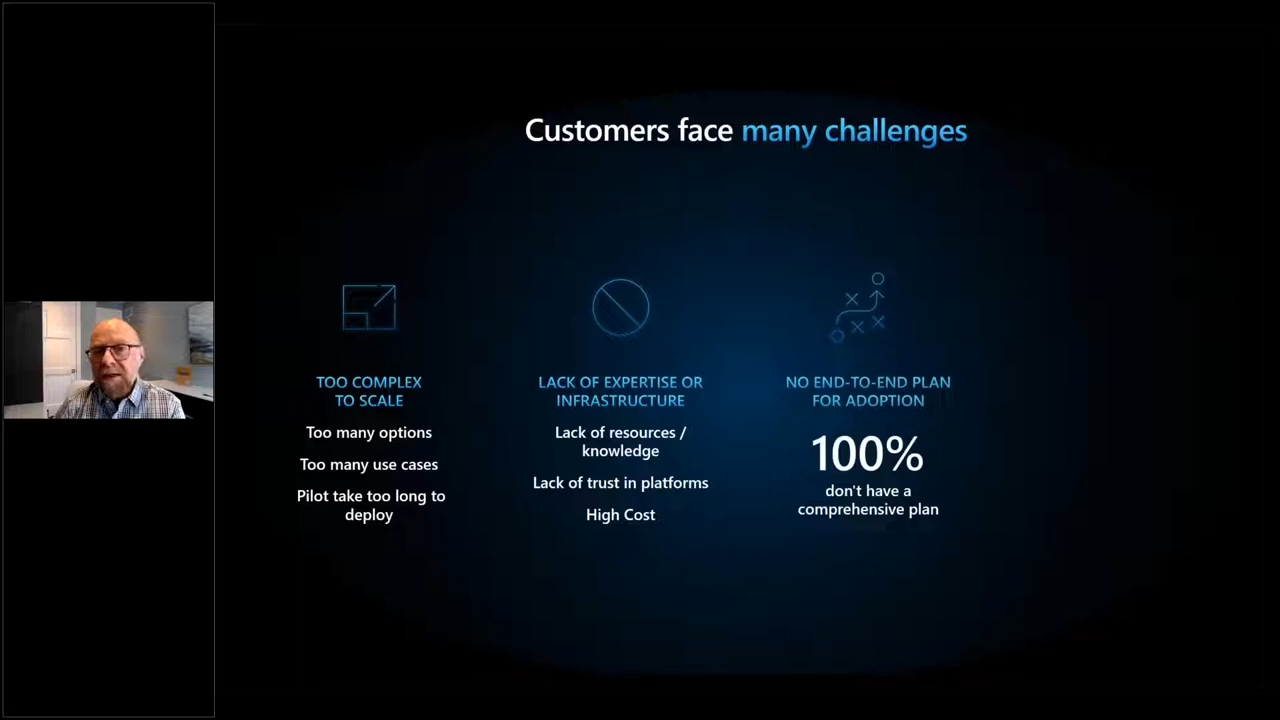 Customers face many challenges
TOO COMPLEX
TO SCALE
Too many options
Too many use cases
Pilot take too long to
deploy
LACK OF EXPERTISE OR
INFRASTRUCTURE
Lack of resources /
knowledge
Lack of trust in platforms
High Cost
NO END-TO-END PLAN
FOR ADOPTION
100%
don't have a
comprehensive plan